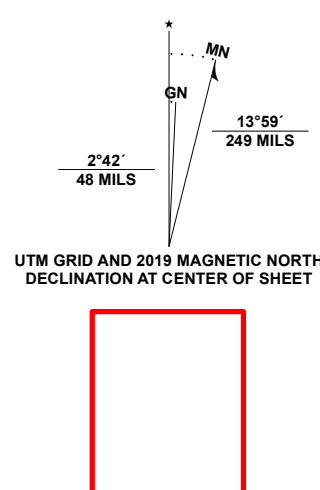 ★
MN
GN
13°59´
249 MILS
2°42´
48 MILS
UTM GRID AND 2019 MAGNETIC NORTH
DECLINATION AT CENTER OF SHEET